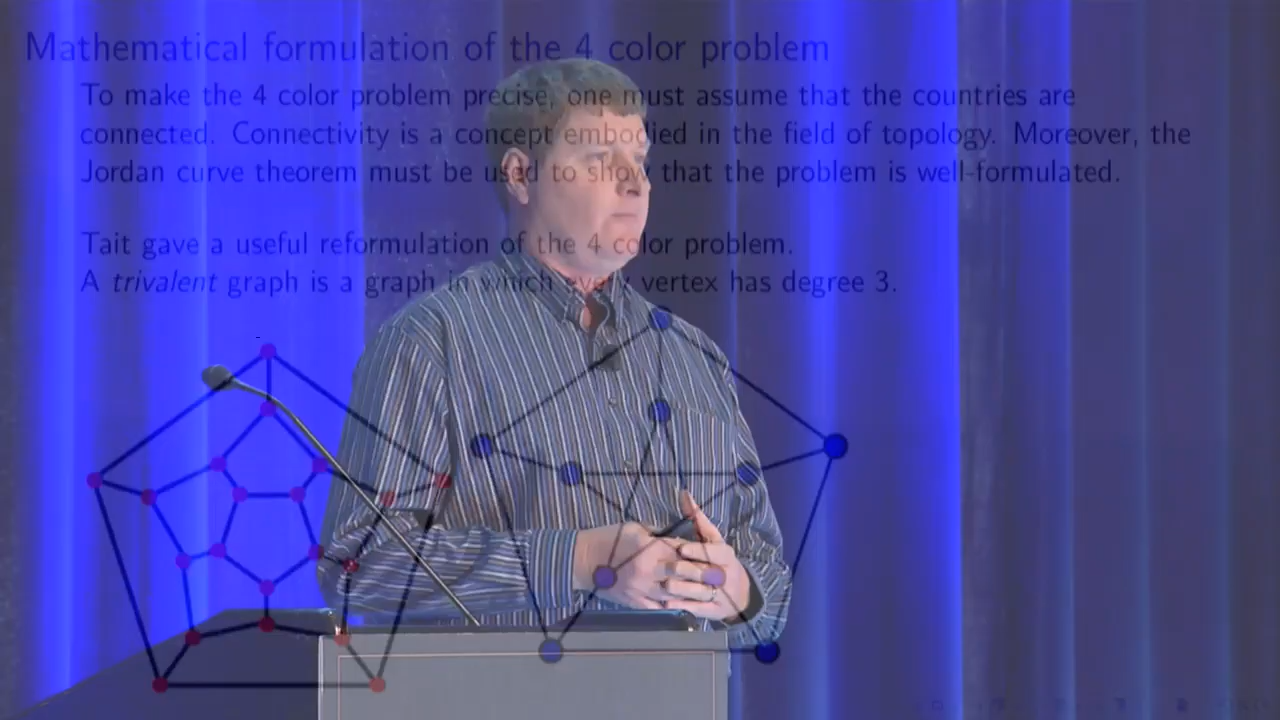 Mathematical formulation of the 4 color problem
To make the 4 color problem precise, one must assume that the countries are
connected. Connectivity is a concept embodied in the field of topology. Moreover, the
Jordan curve theorem must be used to show that the problem is well-formulated.
Tait gave a useful reformulation of the 4 color problem.
A trivalent graph is a graph in which every vertex has degree 3.